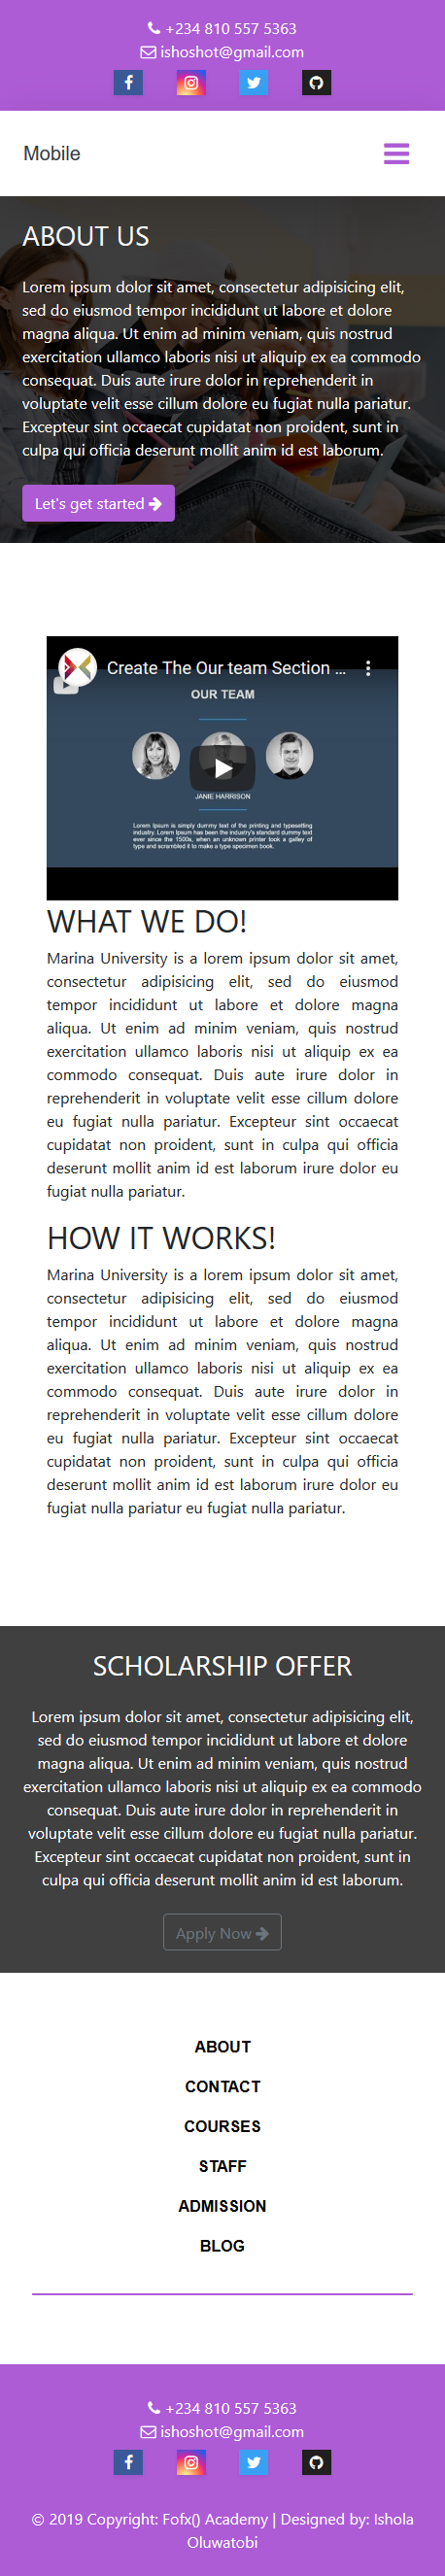 +234 810 557 5363
ishoshot@gmail.com
Mobile
ABOUT US
Lorem ipsum dolor sit amet, consectetur adipisicing elit,
sed do eiusmod tempor incididunt ut labore et dolore
magna aliqua. Ut enim ad minim veniam, quis nostrud
exercitation ullamco laboris nisi ut aliquip ex ea commodo
consequat. Duis aute irure dolor in reprehenderit in
voluptate velit esse cillum dolore eu fugiat nulla pariatur.
Excepteur sint occaecat cupidatat non proident, sunt in
culpa qui officia deserunt mollit anim id est laborum.
Let's get started
Create The Our team Section ...
OUR TEAM
JANIE HARRISON
Lorem Ipsum is simply dummy text of the printing and typesetting
industry. Lorem Ipsum has been the industry's standard dummy text
ever since the 1500s, when an unknown printer took a galley of
type and scrambled it to make a type specimen book.
WHAT WE DO!
Marina University is a lorem ipsum dolor sit amet,
consectetur adipisicing elit, sed do eiusmod
tempor incididunt ut labore et dolore magna
aliqua. Ut enim ad minim veniam, quis nostrud
exercitation ullamco laboris nisi ut aliquip ex ea
commodo consequat. Duis aute irure dolor in
reprehenderit in voluptate velit esse cillum dolore
eu fugiat nulla pariatur. Excepteur sint occaecat
cupidatat non proident, sunt in culpa qui officia
deserunt mollit anim id est laborum irure dolor eu
fugiat nulla pariatur.
HOW IT WORKS!
Marina University is a lorem ipsum dolor sit amet,
consectetur adipisicing elit, sed do eiusmod
tempor incididunt ut labore et dolore magna
aliqua. Ut enim ad minim veniam, quis nostrud
exercitation ullamco laboris nisi ut aliquip ex ea
commodo consequat. Duis aute irure dolor in
reprehenderit in voluptate velit esse cillum dolore
eu fugiat nulla pariatur. Excepteur sint occaecat
cupidatat non proident, sunt in culpa qui officia
deserunt mollit anim id est laborum irure dolor eu
fugiat nulla pariatur eu fugiat nulla pariatur.
SCHOLARSHIP OFFER
Lorem ipsum dolor sit amet, consectetur adipisicing elit,
sed do eiusmod tempor incididunt ut labore et dolore
magna aliqua. Ut enim ad minim veniam, quis nostrud
exercitation ullamco laboris nisi ut aliquip ex ea commodo
consequat. Duis aute irure dolor in reprehenderit in
voluptate velit esse cillum dolore eu fugiat nulla pariatur.
Excepteur sint occaecat cupidatat non proident, sunt in
culpa qui officia deserunt mollit anim id est laborum.
Apply Now
ABOUT
CONTACT
COURSES
STAFF
ADMISSION
BLOG
+234 810 557 5363
ishoshot@gmail.com
© 2019 Copyright: Fofx() Academy | Designed by: Ishola
Oluwatobi